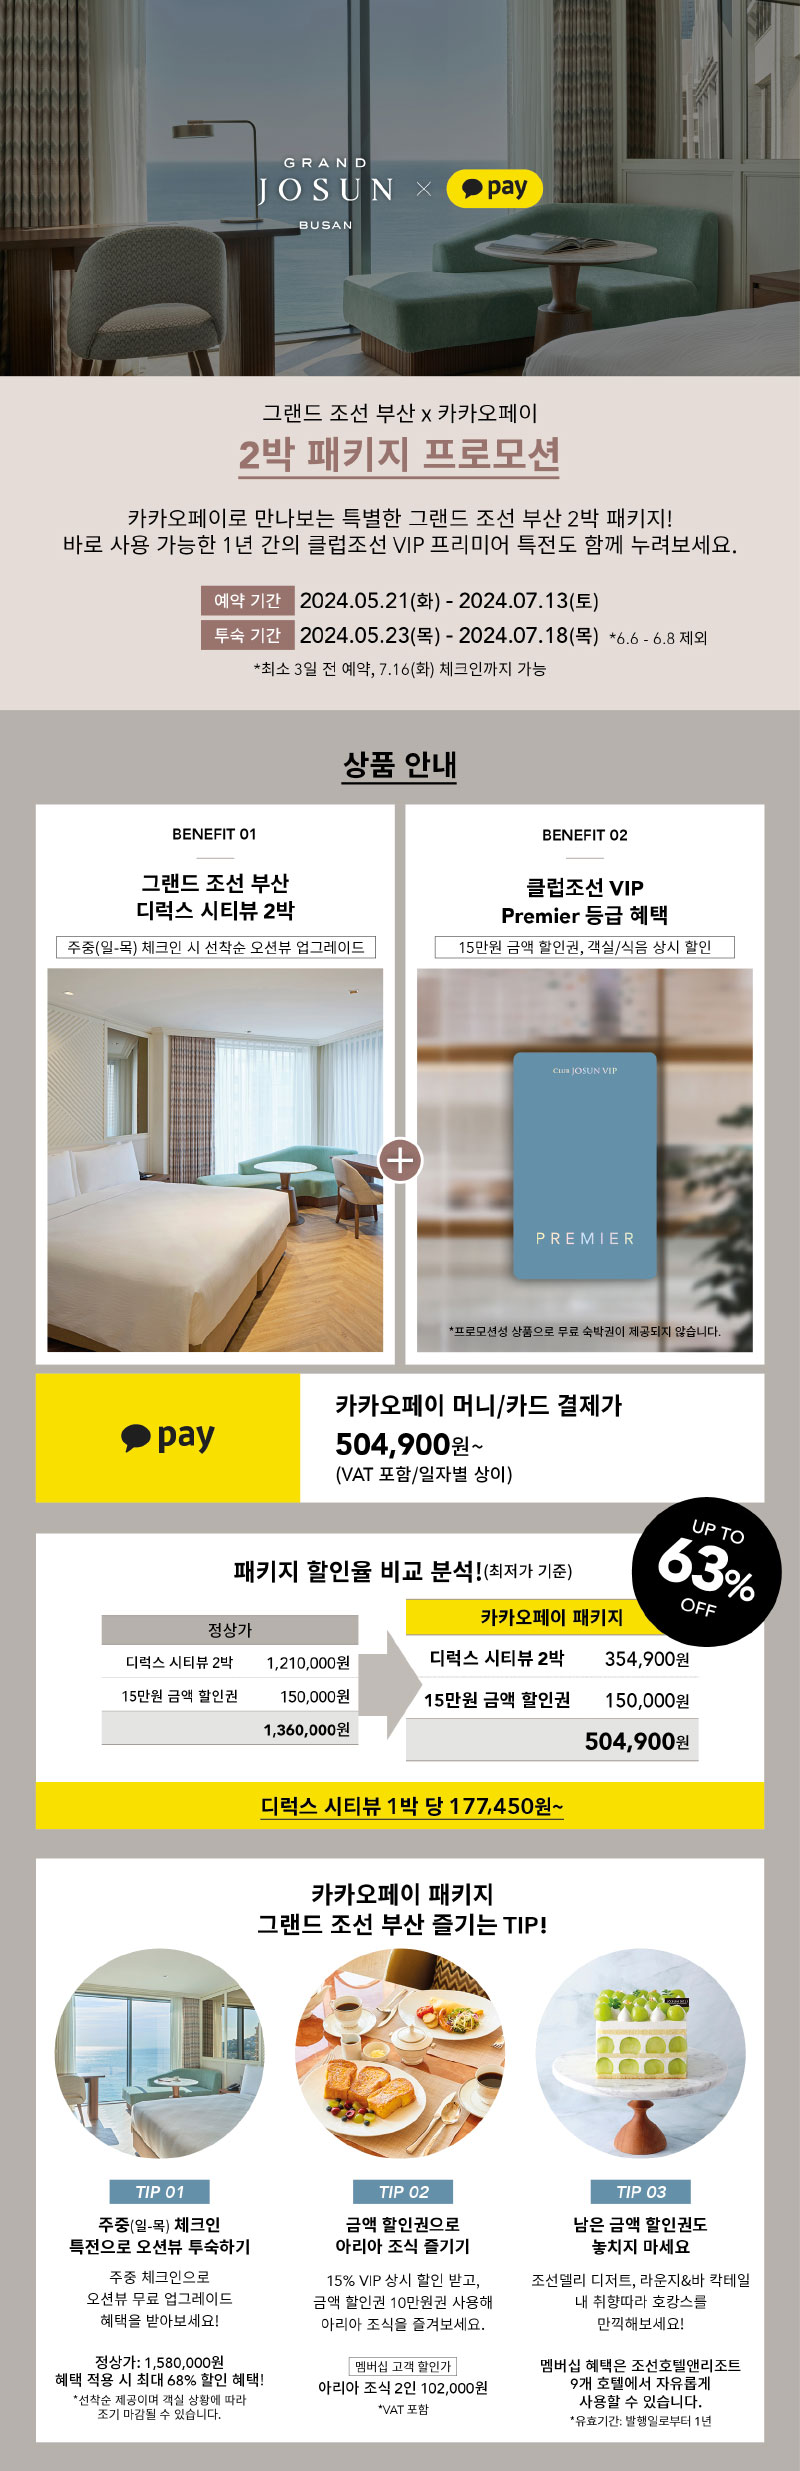 GRAND
JOSUN
BUSAN
×
pay
그랜드 조선 부산 x 카카오페이
2박 패키지 프로모션
카카오페이로 만나보는 특별한 그랜드 조선 부산 2박 패키지!
바로 사용 가능한 1년 간의 클럽조선 VIP 프리미어 특전도 함께 누려보세요.
예약 기간 2024.05.21(화) - 2024.07.13(토)
투숙 기간 2024.05.23(목) - 2024.07.18(목) *6.6 - 6.8 제외
*최소 3일 전 예약, 7.16(화) 체크인까지 가능
상품 안내
BENEFIT 01
그랜드 조선 부산
디럭스 시티뷰 2박
주중(일-목) 체크인 시 선착순 오션뷰 업그레이드
BENEFIT 02
클럽조선 VIP
Premier 등급 혜택
15만원 금액 할인권, 객실/식음 상시 할인
CLUB JOSUN VIP
PREMIER
*프로모션성 상품으로 무료 숙박권이 제공되지 않습니다.
+
pay
카카오페이 머니/카드 결제가
504,900원~
(VAT 포함/일자별 상이)
UP TO
63%
OFF
패키지 할인율 비교 분석!(최저가 기준)
정상가
디럭스 시티뷰 2박 1,210,000원
15만원 금액 할인권 150,000원
1,360,000원
카카오페이 패키지
디럭스 시티뷰 2박 354,900원
15만원 금액 할인권 150,000원
504,900원
디럭스 시티뷰 1박 당 177,450원~
카카오페이 패키지
그랜드 조선 부산 즐기는 TIP!
TIP 01
주중(일-목) 체크인
특전으로 오션뷰 투숙하기
주중 체크인으로
오션뷰 무료 업그레이드
혜택을 받아보세요!
정상가: 1,580,000원
혜택 적용 시 최대 68% 할인 혜택!
*선착순 제공이며 객실 상황에 따라
조기 마감될 수 있습니다.
TIP 02
금액 할인권으로
아리아 조식 즐기기
15% VIP 상시 할인 받고,
금액 할인권 10만원권 사용해
아리아 조식을 즐겨보세요.
멤버십 고객 할인가
아리아 조식 2인 102,000원
*VAT 포함
TIP 03
남은 금액 할인권도
놓치지 마세요
조선델리 디저트, 라운지&바 칵테일
내 취향따라 호캉스를
만끽해보세요!
멤버십 혜택은 조선호텔앤리조트
9개 호텔에서 자유롭게
사용할 수 있습니다.
*유효기간: 발행일로부터 1년